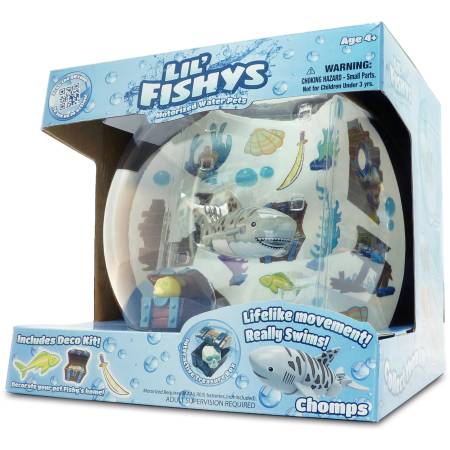 Age 4+
LIL'
FISHYS
Motorized Water Pets
WARNING:
CHOKING HAZARD - Small Parts.
Not for Children Under 3 yrs.
Includes Deco Kit!
Decorate your pet Fishy's home!
Lifelike movement!
Really Swims!
ADULT SUPERVISION REQUIRED
Chomps